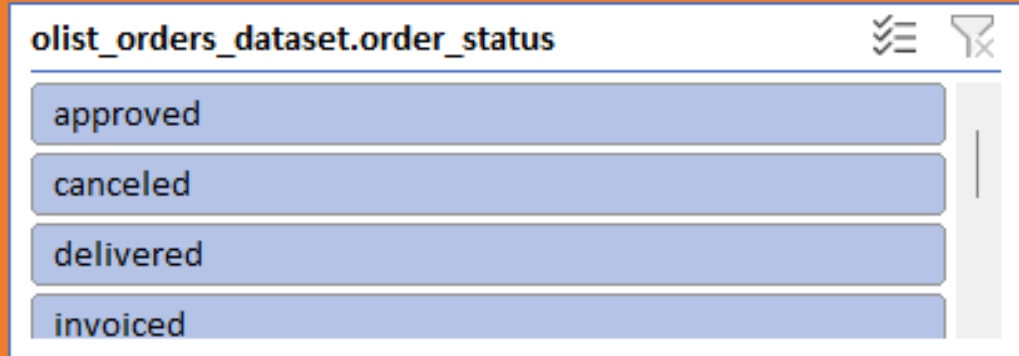 olist_orders_dataset.order_status
approved
canceled
delivered
invoiced